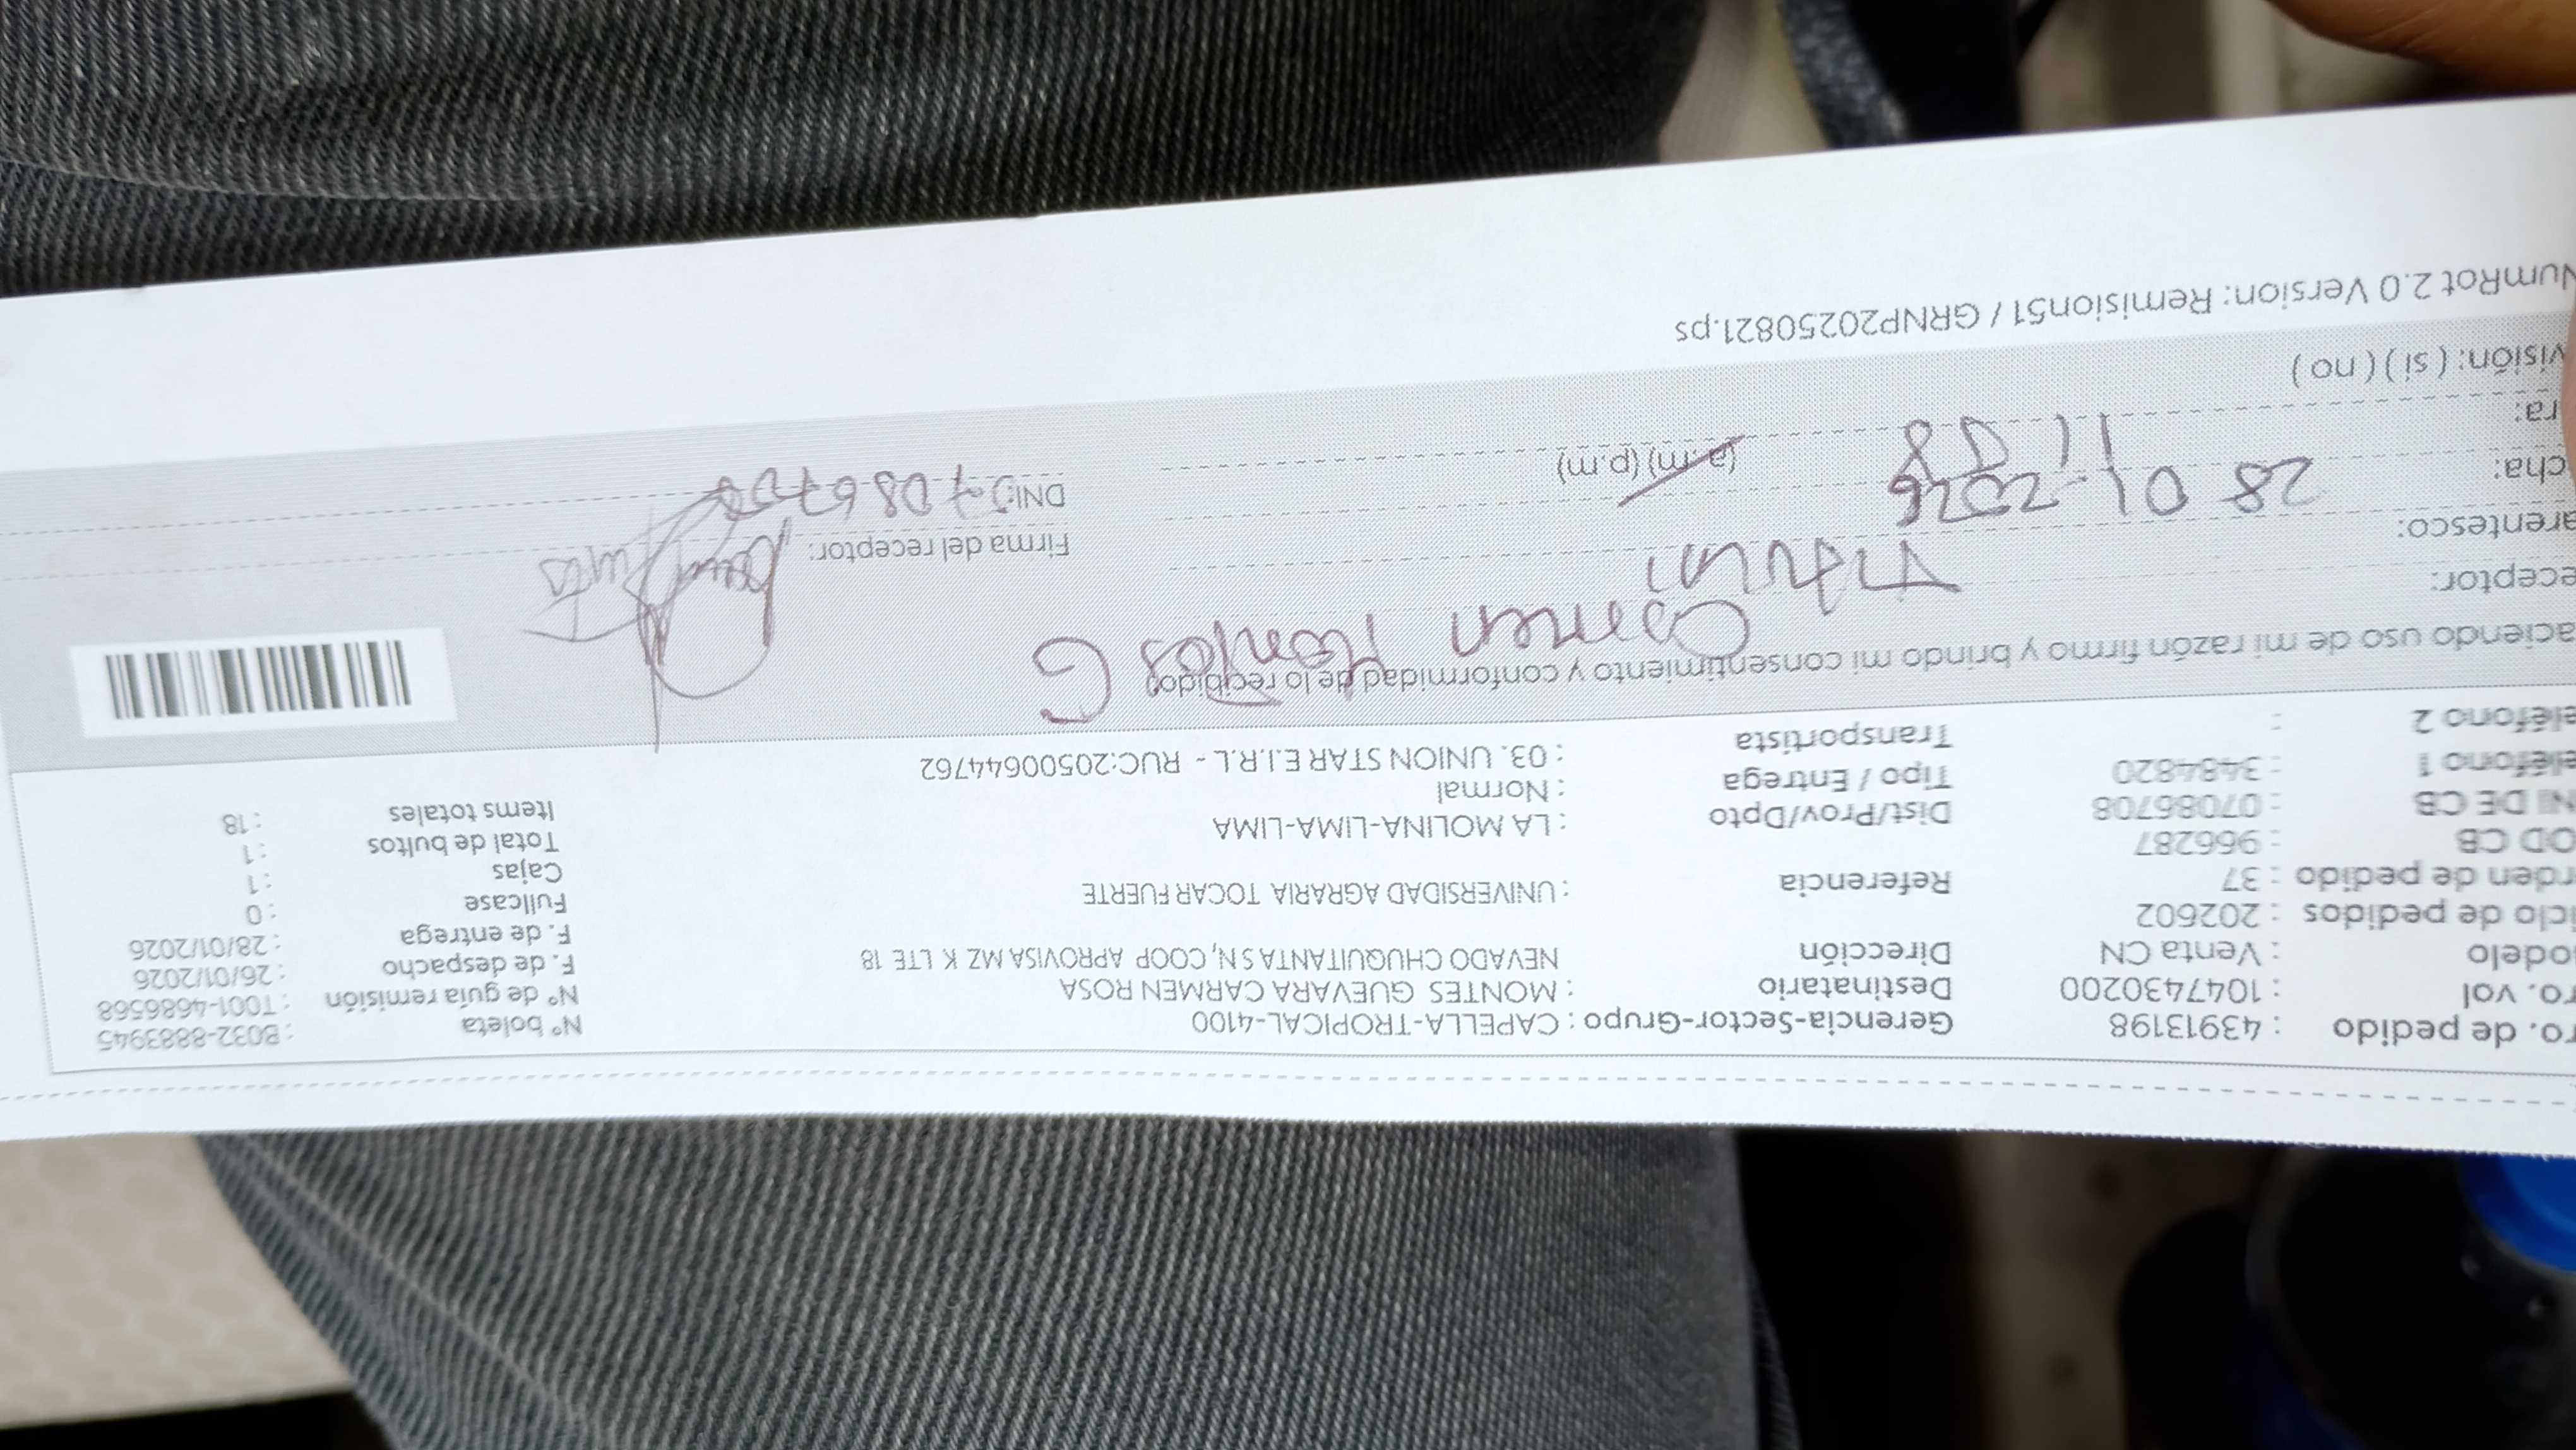 ro. de pedido : 43913198 Gerencia-Sector-Grupo : CAPELLA-TROPICAL-4100 N° boleta : B032-8883945
ro. vol : 1047430200 Destinatario : MONTES GUEVARA CARMEN ROSA N° de guía remisión : T001-4686568
odelo : Venta CN Dirección NEVADO CHUQUITANTA SN, COOP APROVISA MZ K LTE 18 F. de despacho : 26/01/2026
iclo de pedidos : 202602 F. de entrega : 28/01/2026
rden de pedido : 37 Referencia : UNIVERSIDAD AGRARIA TOCAR FUERTE Fullcase : 0
OD CB : 966287 Cajas : 1
NI DE CB : 07086708 Dist/Prov/Dpto : LA MOLINA-LIMA-LIMA Total de bultos : 1
eléfono 1 : 3484820 Tipo / Entrega : Normal Items totales : 18
eléfono 2 : Transportista : 03. UNION STAR E.I.R.L - RUC:20500644762
aciendo uso de mi razón firmo y brindo mi consentimiento y conformidad de lo recibido:
eceptor: Carmen Montes G
arentesco: Titular Firma del receptor:
cha: 28 01-2026 DNI: 07086708
ra: (a.m) (p.m)
visión: ( si ) ( no )
NumRot 2.0 Version: Remision51 / GRNP20250821.ps